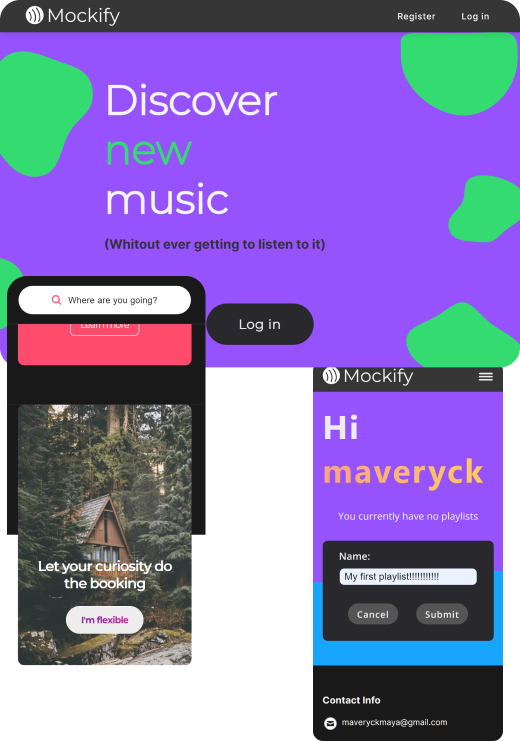 Mockify
Register Log in
Discover
new
music
(Whitout ever getting to listen to it)
Where are you going?
Learn more
Log in
Mockify
Hi
maveryck
You currently have no playlists
Name:
My first playlist!!!!!!!!!!!
Cancel Submit
Let your curiosity do
the booking
I'm flexible
Contact Info
maveryckmaya@gmail.com